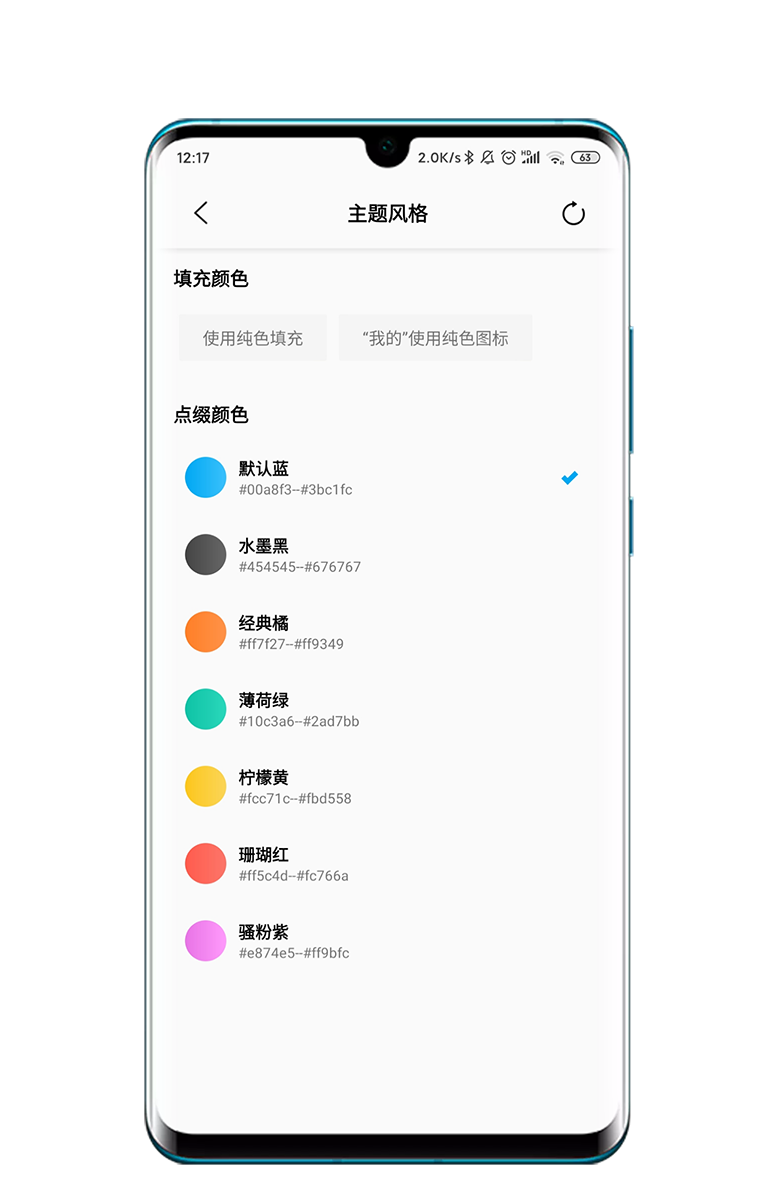 12:17
2.0K/s HD 63
主题风格
填充颜色
使用纯色填充
“我的”使用纯色图标
点缀颜色
默认蓝
#00a8f3--#3bc1fc
水墨黑
#454545--#676767
经典橘
#ff7f27--#ff9349
薄荷绿
#10c3a6--#2ad7bb
柠檬黄
#fcc71c--#fbd558
珊瑚红
#ff5c4d--#fc766a
骚粉紫
#e874e5--#ff9bfc